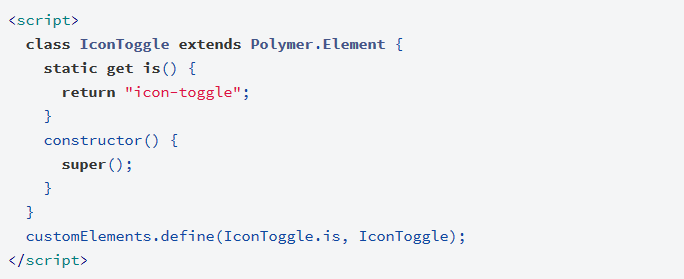 <script>
class IconToggle extends Polymer.Element {
static get is() {
return "icon-toggle";
}
constructor() {
super();
}
}
customElements.define(IconToggle.is, IconToggle);
</script>